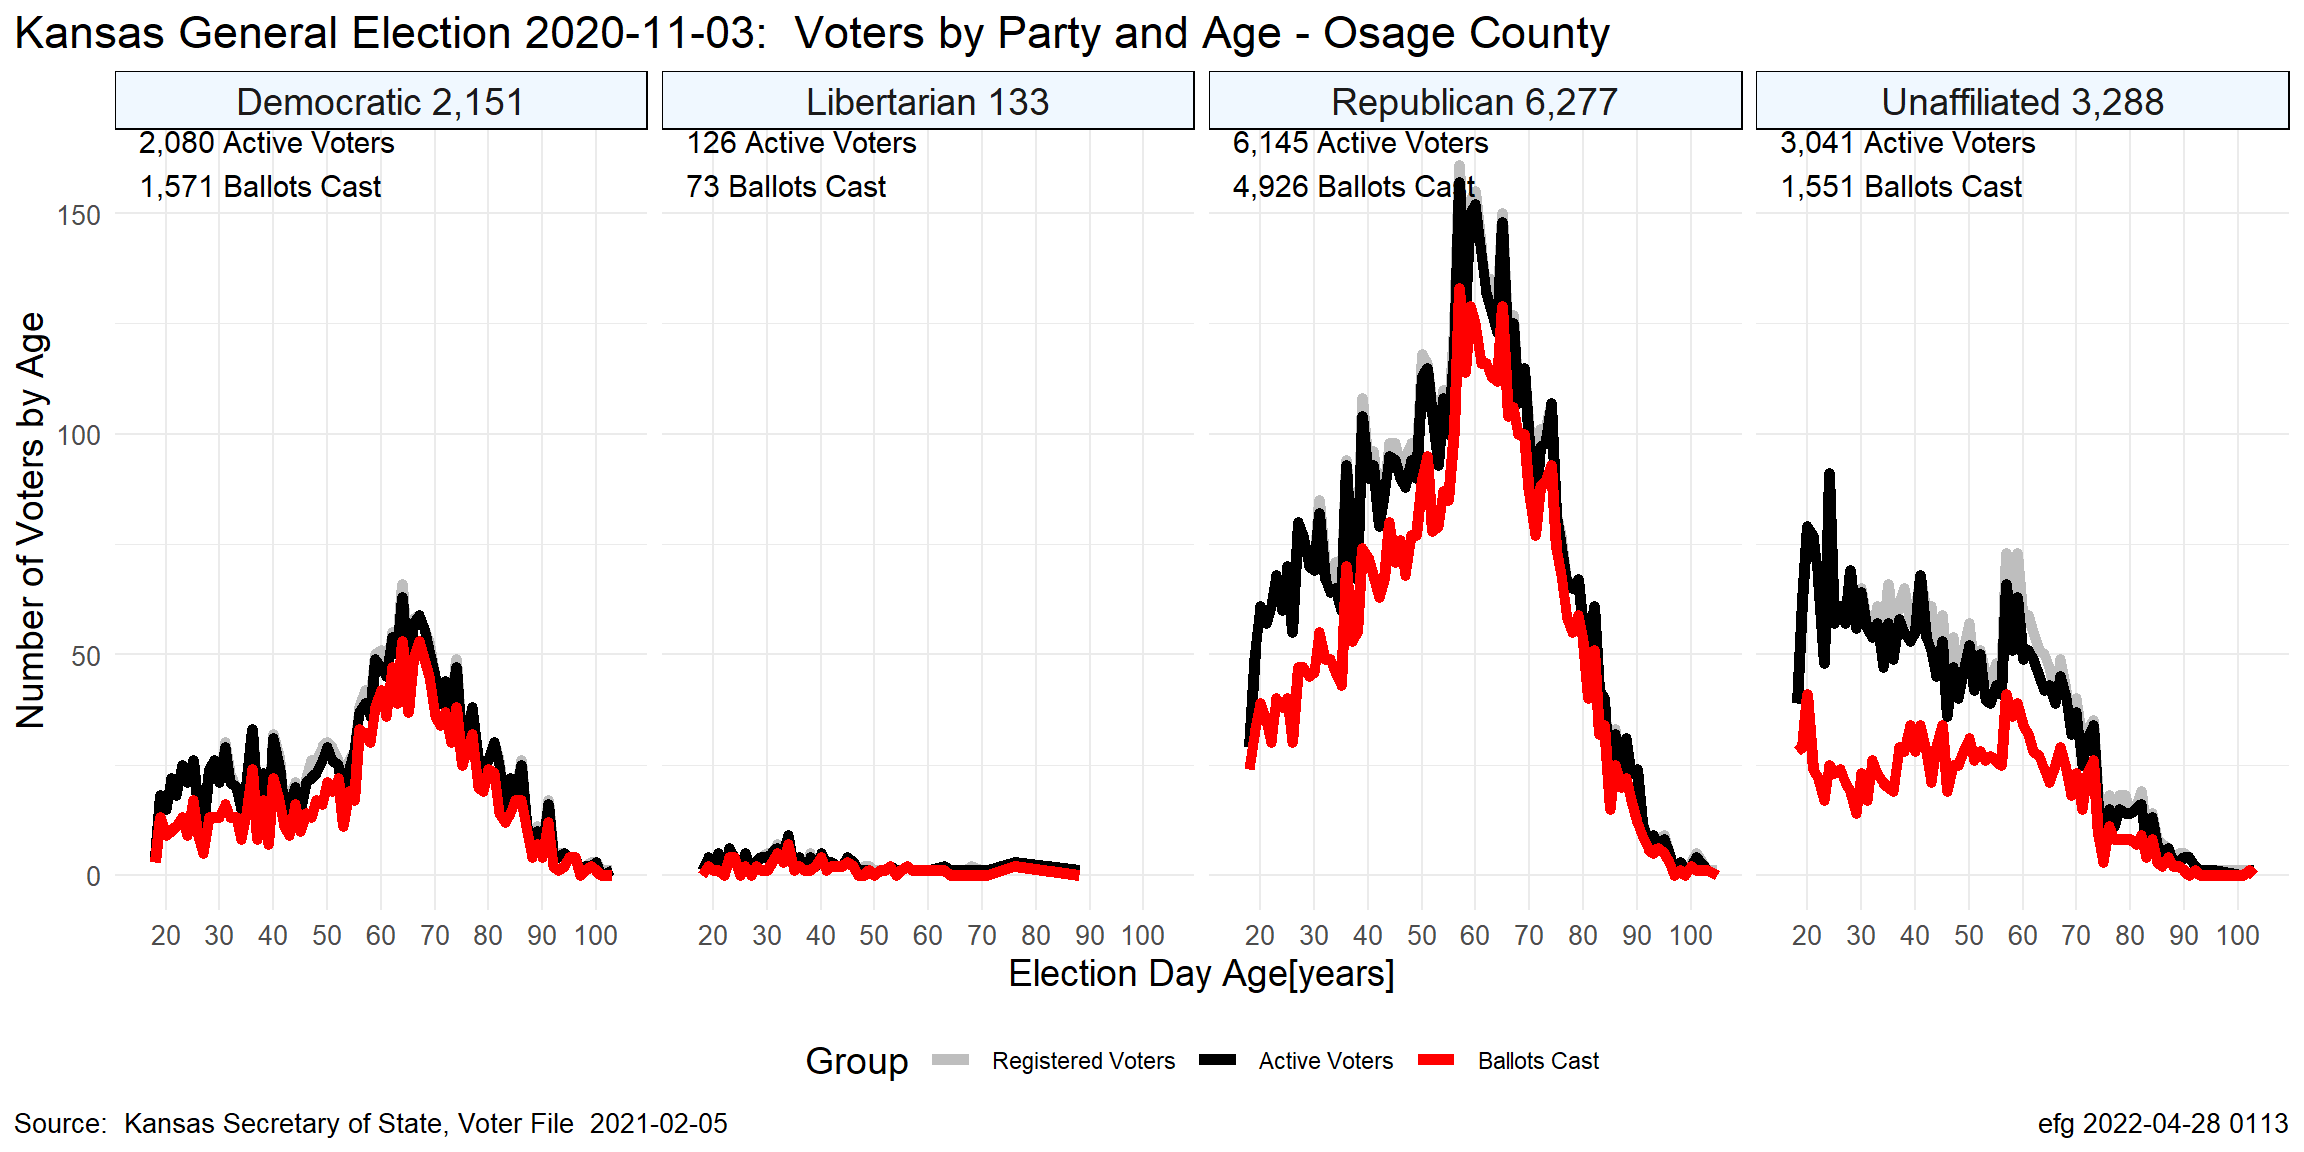 Kansas General Election 2020-11-03:  Voters by Party and Age - Osage County
Democratic 2,151
Libertarian 133
Republican 6,277
Unaffiliated 3,288
2,080 Active Voters
1,571 Ballots Cast
126 Active Voters
73 Ballots Cast
6,145 Active Voters
4,926 Ballots Cast
3,041 Active Voters
1,551 Ballots Cast
Number of Voters by Age
150
100
50
0
20 30 40 50 60 70 80 90 100
20 30 40 50 60 70 80 90 100
20 30 40 50 60 70 80 90 100
20 30 40 50 60 70 80 90 100
Election Day Age[years]
Group Registered Voters Active Voters Ballots Cast
Source:  Kansas Secretary of State, Voter File  2021-02-05
efg 2022-04-28 0113